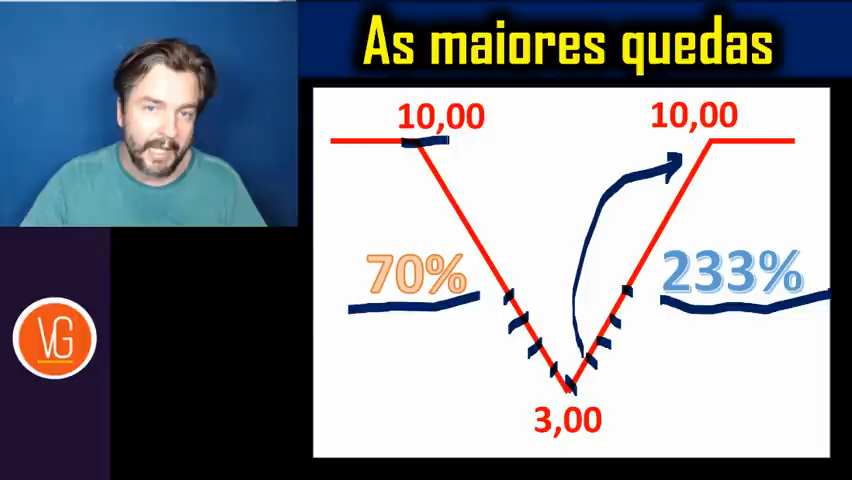 As maiores quedas
10,00
10,00
70%
233%
3,00
VG